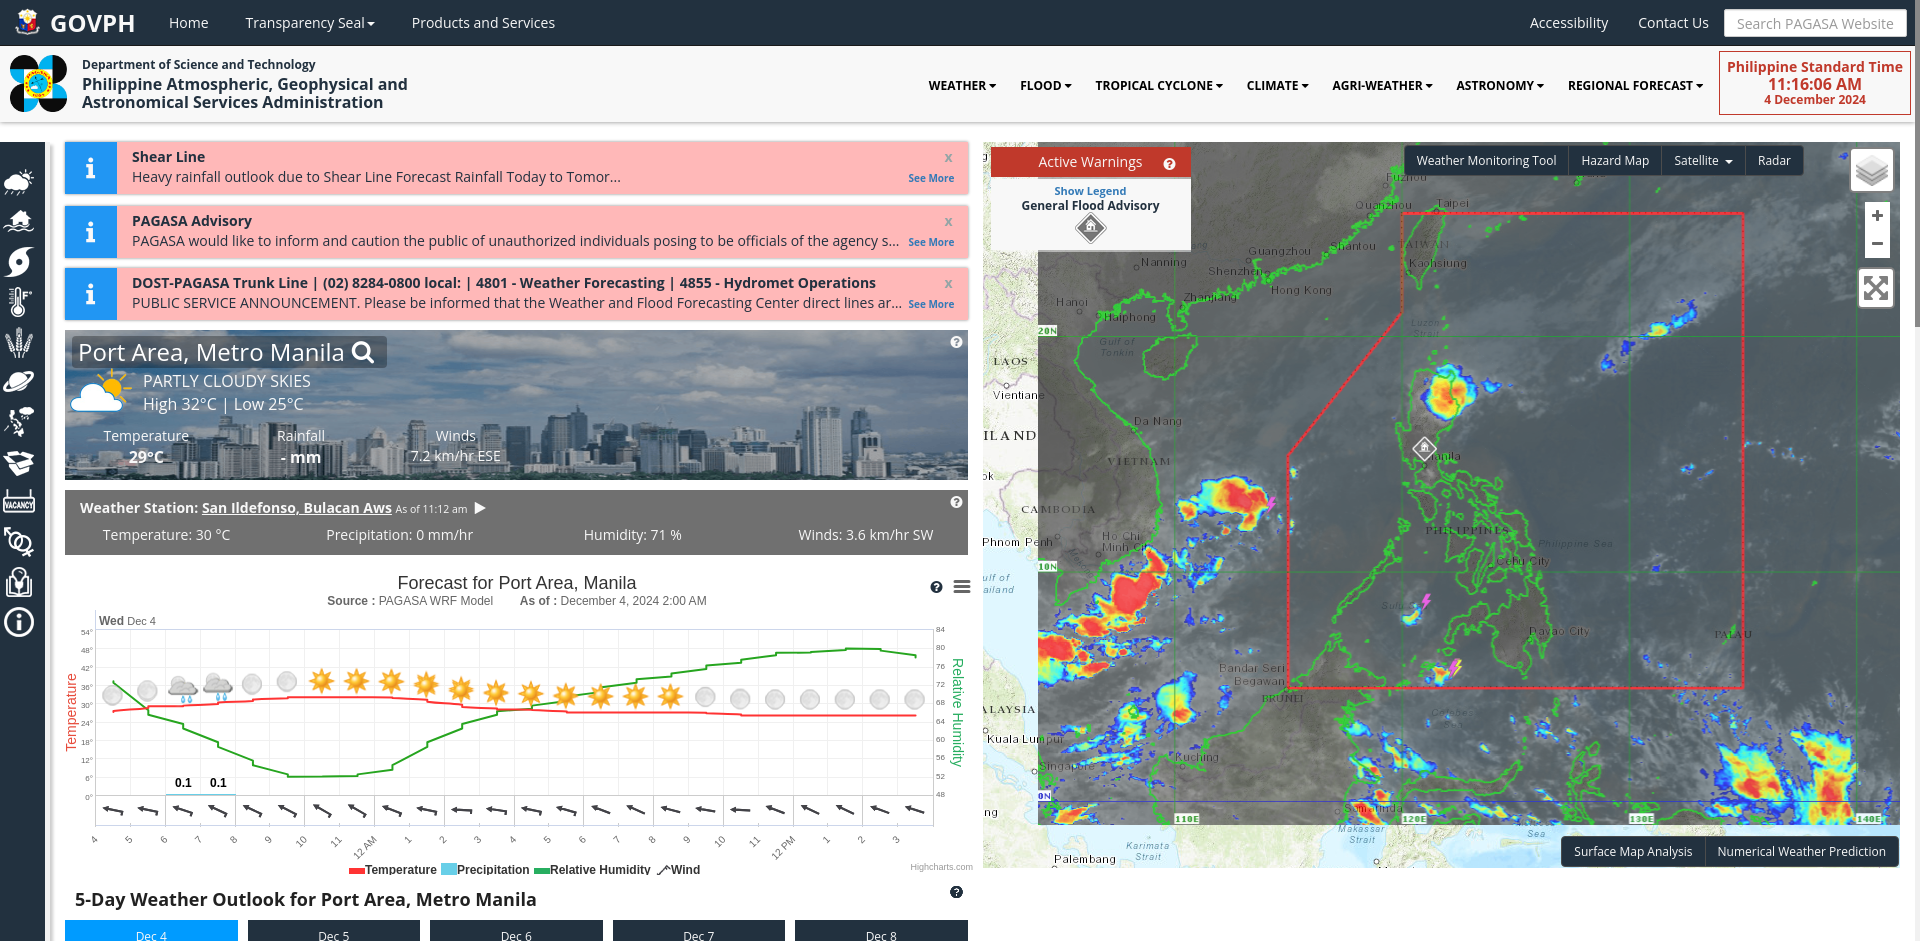 GOVPH
Home
Transparency Seal
Products and Services
Accessibility
Contact Us
Search PAGASA Website
Department of Science and Technology
Philippine Atmospheric, Geophysical and
Astronomical Services Administration
WEATHER
FLOOD
TROPICAL CYCLONE
CLIMATE
AGRI-WEATHER
ASTRONOMY
REGIONAL FORECAST
Philippine Standard Time
11:16:06 AM
4 December 2024
Shear Line
x
Heavy rainfall outlook due to Shear Line Forecast Rainfall Today to Tomor...
See More
PAGASA Advisory
x
PAGASA would like to inform and caution the public of unauthorized individuals posing to be officials of the agency s...
See More
DOST-PAGASA Trunk Line | (02) 8284-0800 local: | 4801 - Weather Forecasting | 4855 - Hydromet Operations
x
PUBLIC SERVICE ANNOUNCEMENT. Please be informed that the Weather and Flood Forecasting Center direct lines ar...
See More
Port Area, Metro Manila
PARTLY CLOUDY SKIES
High 32°C | Low 25°C
Temperature
Rainfall
Winds
29°C
- mm
7.2 km/hr ESE
Weather Station: San Ildefonso, Bulacan Aws As of 11:12 am
Temperature: 30 °C
Precipitation: 0 mm/hr
Humidity: 71 %
Winds: 3.6 km/hr SW
Forecast for Port Area, Manila
Source : PAGASA WRF Model
As of : December 4, 2024 2:00 AM
Wed Dec 4
54°
48°
42°
36°
30°
24°
18°
12°
6°
0°
Temperature
84
80
76
72
68
64
60
56
52
48
Relative Humidity
0.1
0.1
4
5
6
7
8
9
10
11
12 AM
1
2
3
4
5
6
7
8
9
10
11
12 PM
1
2
3
Temperature
Precipitation
Relative Humidity
Wind
Highcharts.com
5-Day Weather Outlook for Port Area, Metro Manila
Dec 4
Dec 5
Dec 6
Dec 7
Dec 8
Active Warnings
Show Legend
General Flood Advisory
Weather Monitoring Tool
Hazard Map
Satellite
Radar
+
−
Fuzhou
Quanzhou
Taipei
TAIWAN
Kaohsiung
Guangzhou
Shantou
Nanning
Shenzhen
Hong Kong
Zhanjiang
Hanoi
Haiphong
Gulf of
Tonkin
Luzon
Strait
20N
LAOS
Vientiane
Da Nang
ILAND
VIETNAM
ok
CAMBODIA
Phnom Penh
Ho Chi
Minh City
10N
ulf of
ailand
Manila
PHILIPPINES
Philippine Sea
Cebu City
Sulu
Davao City
PALAU
Bandar Seri
Begawan
BRUNEI
ALAYSIA
Kuala Lumpur
Celebes
Kuching
Singapore
0N
ng
Samarinda
110E
120E
130E
140E
Makassar
Strait
Karimata
Strait
Sea
Palembang
Surface Map Analysis
Numerical Weather Prediction
VACANCY